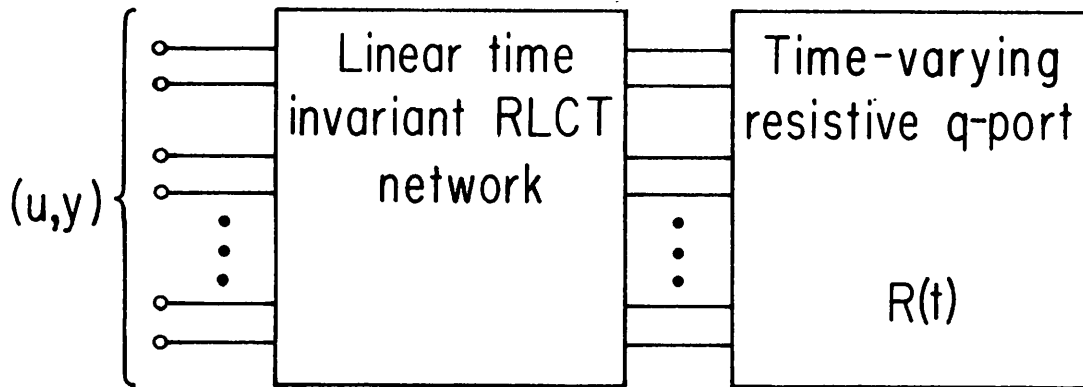 (u,y)
Linear time
invariant RLCT
network
Time-varying
resistive q-port
R(t)